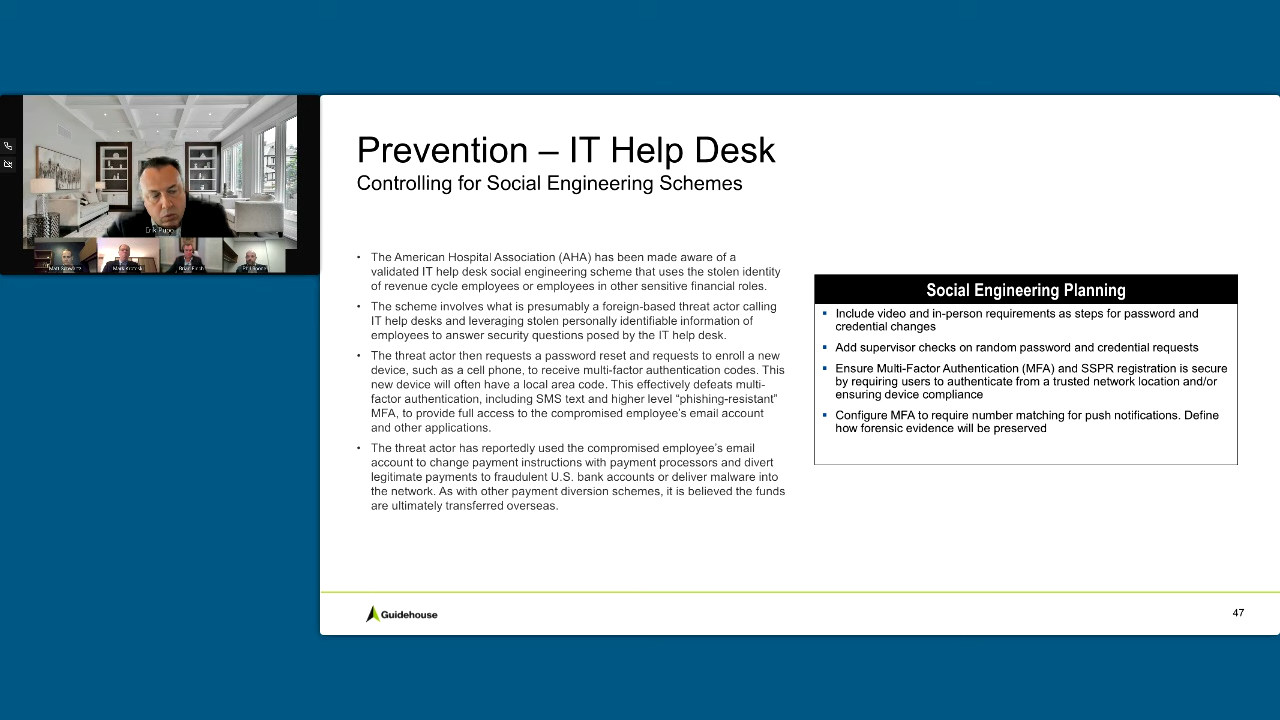 Erik Pupo
Matt Schwartz
Mark Krotoski
Brian Finch
Prevention – IT Help Desk
Controlling for Social Engineering Schemes
• The American Hospital Association (AHA) has been made aware of a
validated IT help desk social engineering scheme that uses the stolen identity
of revenue cycle employees or employees in other sensitive financial roles.
• The scheme involves what is presumably a foreign-based threat actor calling
IT help desks and leveraging stolen personally identifiable information of
employees to answer security questions posed by the IT help desk.
• The threat actor then requests a password reset and requests to enroll a new
device, such as a cell phone, to receive multi-factor authentication codes. This
new device will often have a local area code. This effectively defeats multi-
factor authentication, including SMS text and higher level “phishing-resistant”
MFA, to provide full access to the compromised employee’s email account
and other applications.
• The threat actor has reportedly used the compromised employee’s email
account to change payment instructions with payment processors and divert
legitimate payments to fraudulent U.S. bank accounts or deliver malware into
the network. As with other payment diversion schemes, it is believed the funds
are ultimately transferred overseas.
Social Engineering Planning
▪ Include video and in-person requirements as steps for password and
credential changes
▪ Add supervisor checks on random password and credential requests
▪ Ensure Multi-Factor Authentication (MFA) and SSPR registration is secure
by requiring users to authenticate from a trusted network location and/or
ensuring device compliance
▪ Configure MFA to require number matching for push notifications. Define
how forensic evidence will be preserved
Guidehouse
47